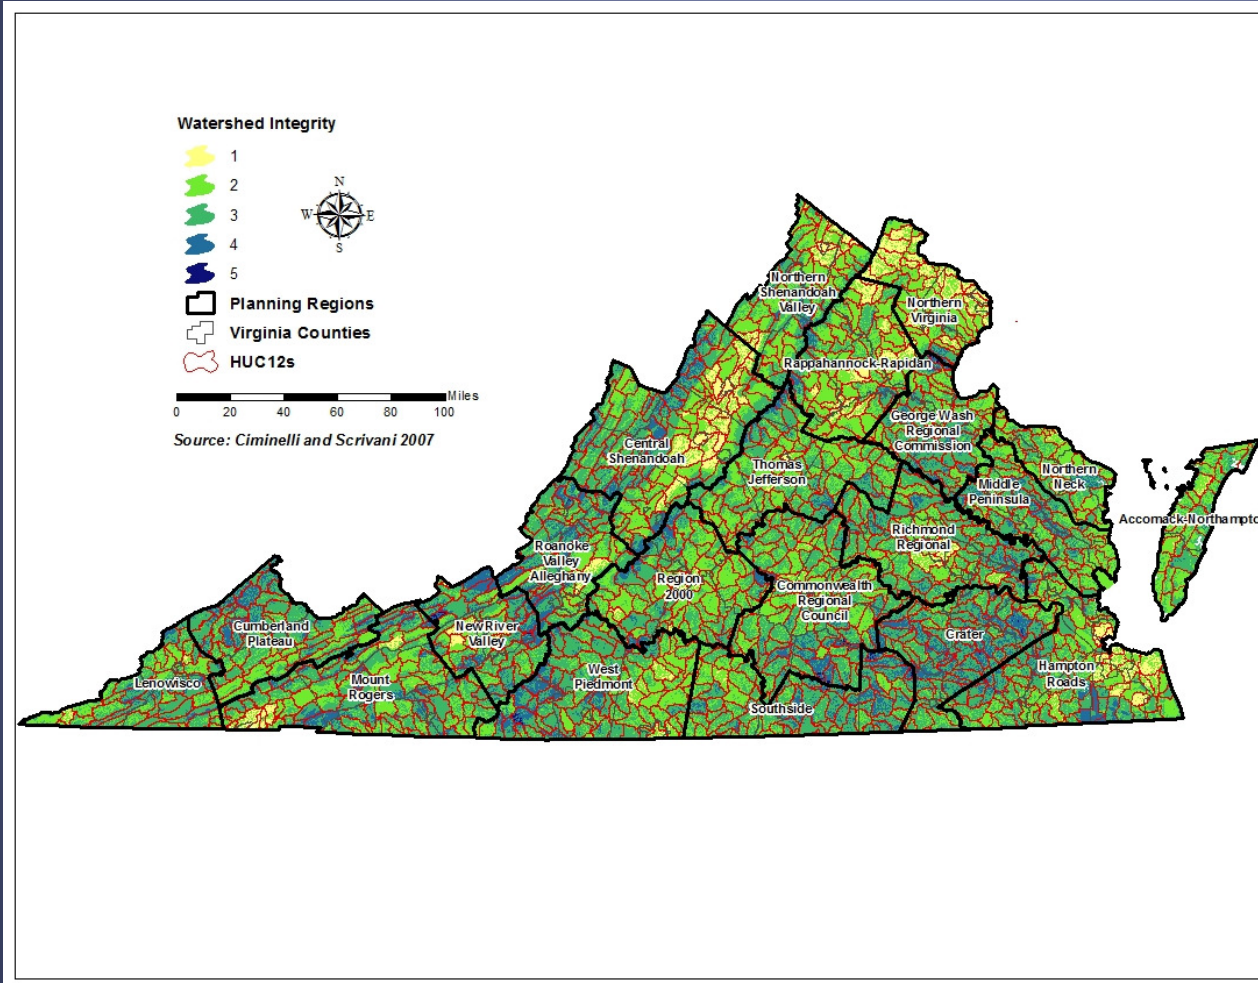 Watershed Integrity
1
2
3
4
5
Planning Regions
Virginia Counties
HUC12s
N
W
E
S
Miles
0 20 40 60 80 100
Source: Ciminelli and Scrivani 2007
Northern
Shenandoah
Valley
Northern
Virginia
Rappahannock-Rapidan
George Wash
Regional
Commission
Central
Shenandoah
Thomas
Jefferson
Northern
Neck
Middle
Peninsula
Accomack-Northampto
Richmond
Regional
Roanoke
Valley
Alleghany
Region
2000
Commonwealth
Regional
Council
Cumberland
Plateau
New River
Valley
Crater
Lenowisco
Mount
Rogers
West
Piedmont
Hampton
Roads
Southside